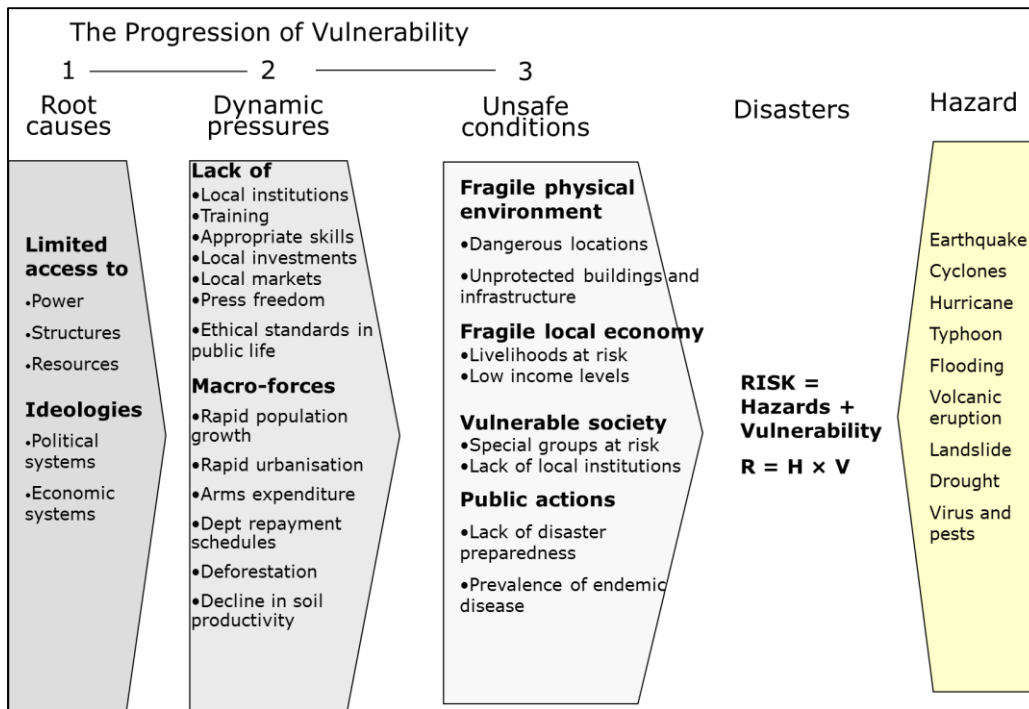 The Progression of Vulnerability
1
2
3
Root
causes
Dynamic
pressures
Unsafe
conditions
Disasters
Hazard
Limited
access to
•Power
•Structures
•Resources
Ideologies
•Political
systems
•Economic
systems
Lack of
•Local institutions
•Training
•Appropriate skills
•Local investments
•Local markets
•Press freedom
•Ethical standards in
public life
Macro-forces
•Rapid population
growth
•Rapid urbanisation
•Arms expenditure
•Dept repayment
schedules
•Deforestation
•Decline in soil
productivity
Fragile physical
environment
•Dangerous locations
•Unprotected buildings and
infrastructure
Fragile local economy
•Livelihoods at risk
•Low income levels
Vulnerable society
•Special groups at risk
•Lack of local institutions
Public actions
•Lack of disaster
preparedness
•Prevalence of endemic
disease
RISK =
Hazards +
Vulnerability
R = H × V
Earthquake
Cyclones
Hurricane
Typhoon
Flooding
Volcanic
eruption
Landslide
Drought
Virus and
pests